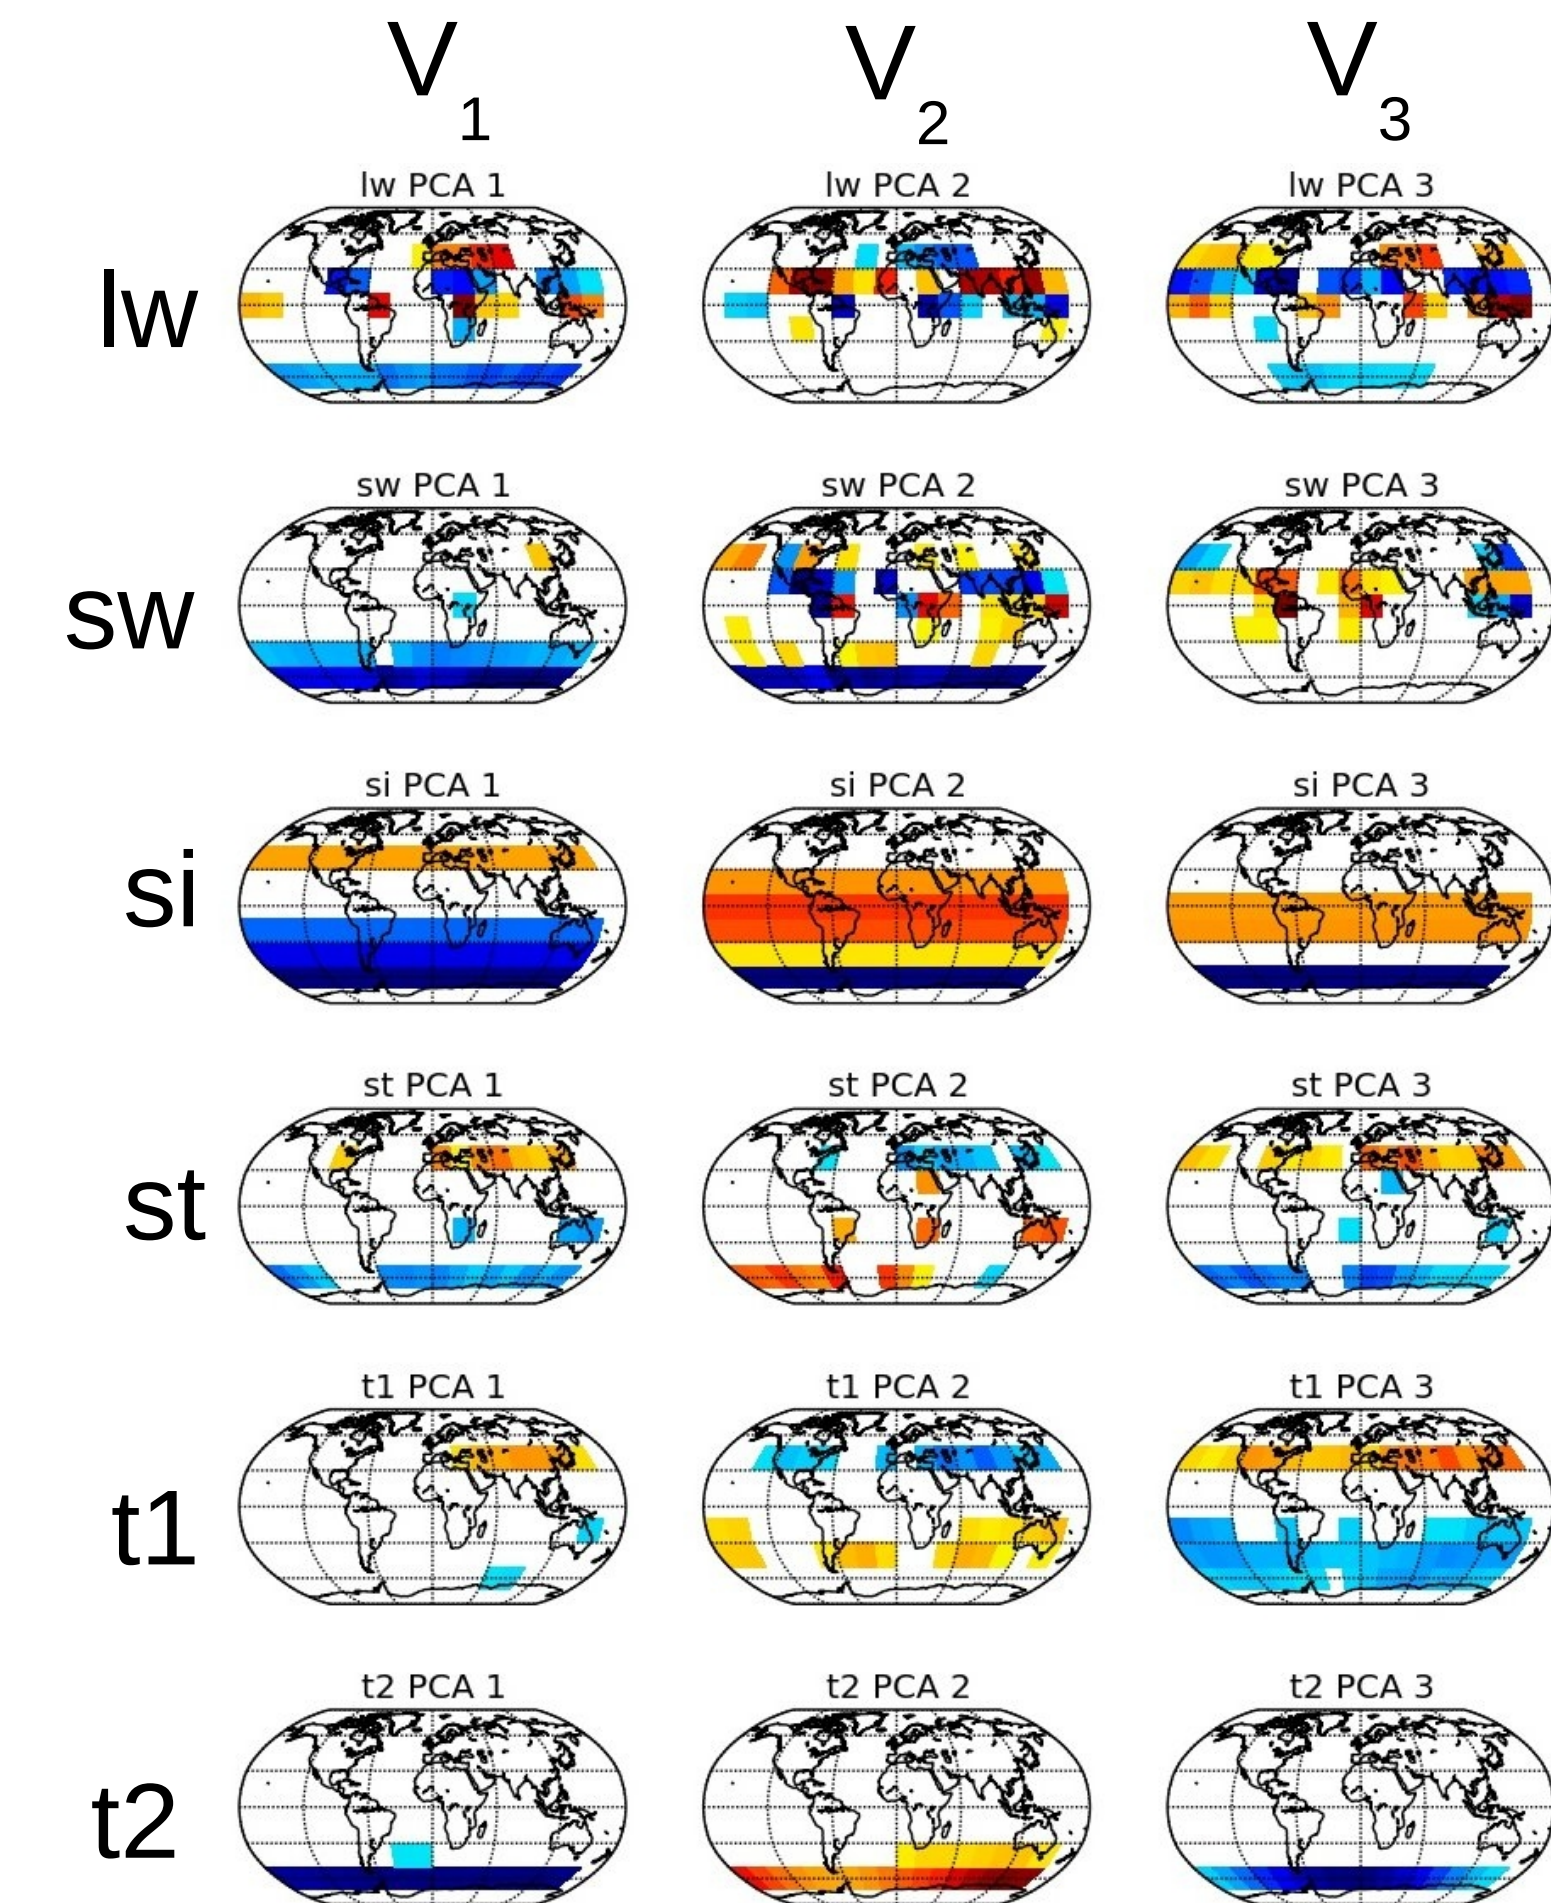 V1 V2 V3
lw PCA 1 lw PCA 2 lw PCA 3
lw
sw PCA 1 sw PCA 2 sw PCA 3
sw
si PCA 1 si PCA 2 si PCA 3
si
st PCA 1 st PCA 2 st PCA 3
st
t1 PCA 1 t1 PCA 2 t1 PCA 3
t1
t2 PCA 1 t2 PCA 2 t2 PCA 3
t2